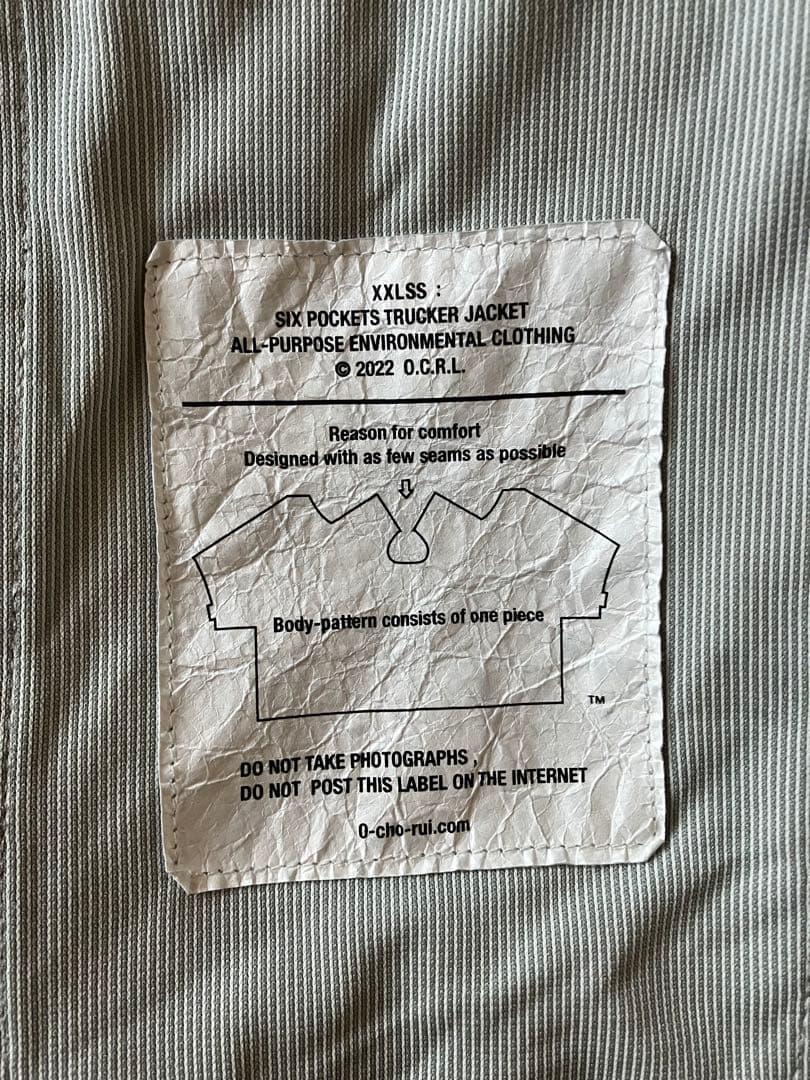 XXLSS :
SIX POCKETS TRUCKER JACKET
ALL-PURPOSE ENVIRONMENTAL CLOTHING
© 2022 O.C.R.L.
Reason for comfort
Designed with as few seams as possible
Body-pattern consists of one piece
TM
DO NOT TAKE PHOTOGRAPHS ,
DO NOT POST THIS LABEL ON THE INTERNET
0-cho-rui.com